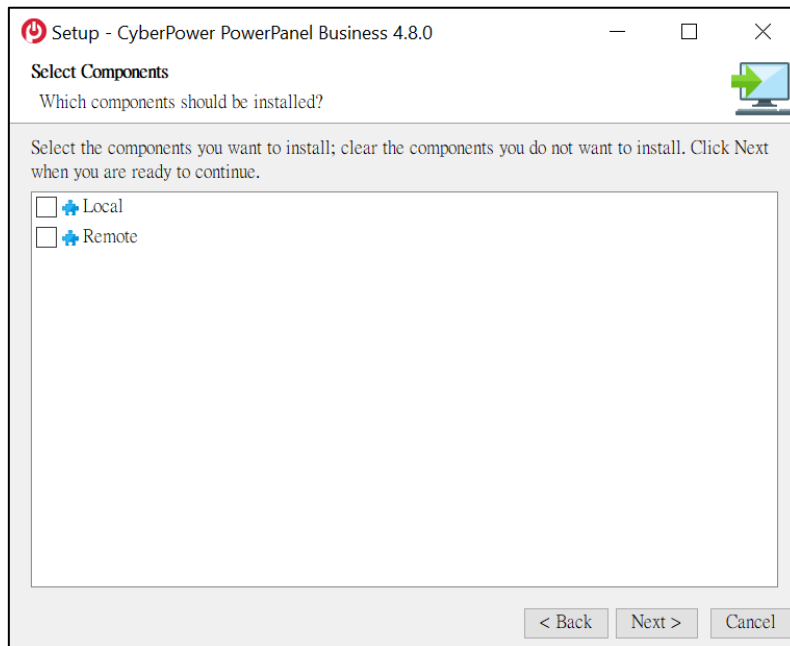 Setup - CyberPower PowerPanel Business 4.8.0
Select Components
Which components should be installed?
Select the components you want to install; clear the components you do not want to install. Click Next
when you are ready to continue.
Local
Remote
< Back Next > Cancel